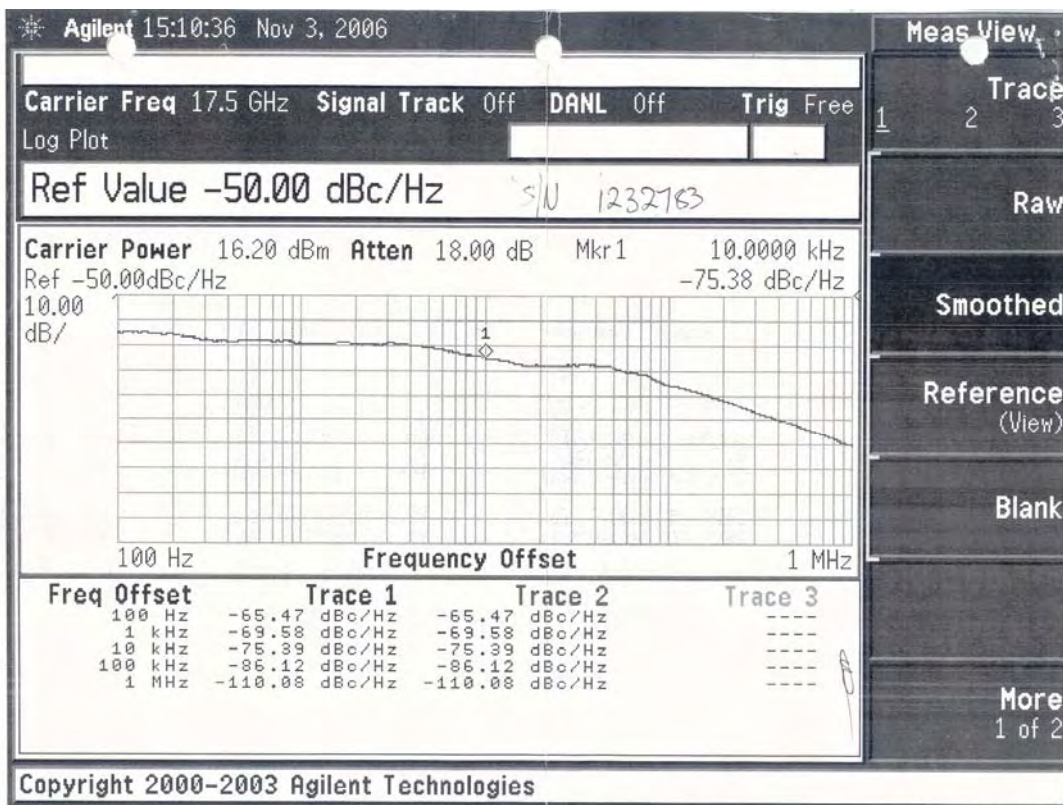 Agilent 15:10:36 Nov 3, 2006
Meas View
Carrier Freq 17.5 GHz Signal Track Off DANL Off Trig Free
Log Plot
Trace
1 2 3
Ref Value -50.00 dBc/Hz
S/N 1232763
Raw
Carrier Power 16.20 dBm Atten 18.00 dB Mkr1 10.0000 kHz
Ref -50.00dBc/Hz -75.38 dBc/Hz
10.00
dB/
1
Smoothed
Reference
(View)
Blank
100 Hz Frequency Offset 1 MHz
Freq Offset Trace 1 Trace 2 Trace 3
100 Hz -65.47 dBc/Hz -65.47 dBc/Hz ----
1 kHz -69.58 dBc/Hz -69.58 dBc/Hz ----
10 kHz -75.39 dBc/Hz -75.39 dBc/Hz ----
100 kHz -86.12 dBc/Hz -86.12 dBc/Hz ----
1 MHz -110.08 dBc/Hz -110.08 dBc/Hz ----
More
1 of 2
Copyright 2000-2003 Agilent Technologies